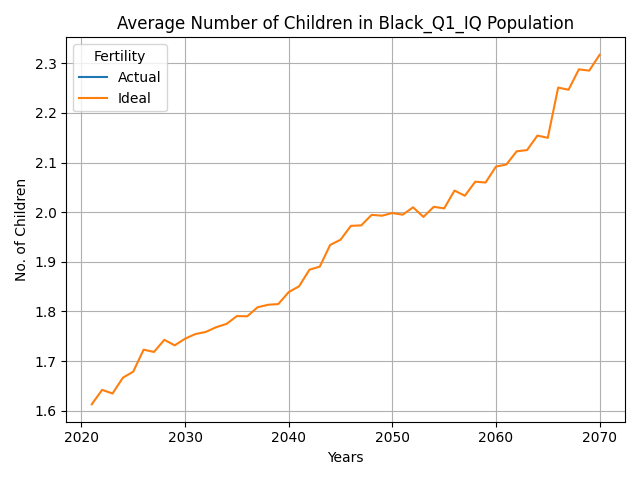 Average Number of Children in Black_Q1_IQ Population
Fertility
Actual
Ideal
No. of Children
2.3
2.2
2.1
2.0
1.9
1.8
1.7
1.6
2020 2030 2040 2050 2060 2070
Years